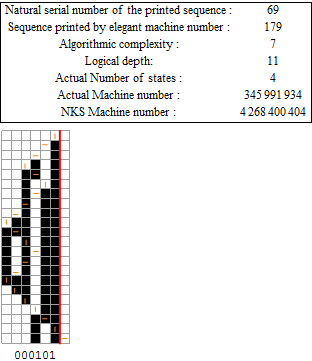 Natural serial number of the printed sequence : 69
Sequence printed by elegant machine number : 179
Algorithmic complexity : 7
Logical depth: 11
Actual Number of states : 4
Actual Machine number : 345 991 934
NKS Machine number : 4 268 400 404
000101